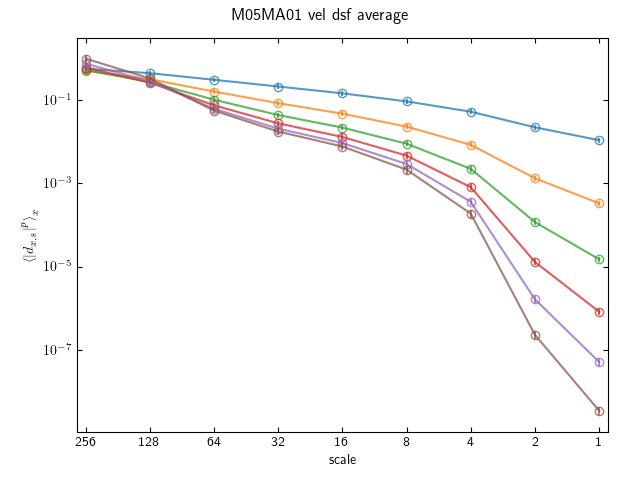 M05MA01 vel dsf average
⟨|d_{x,s}|^p⟩_x
10^{-1}
10^{-3}
10^{-5}
10^{-7}
256 128 64 32 16 8 4 2 1
scale